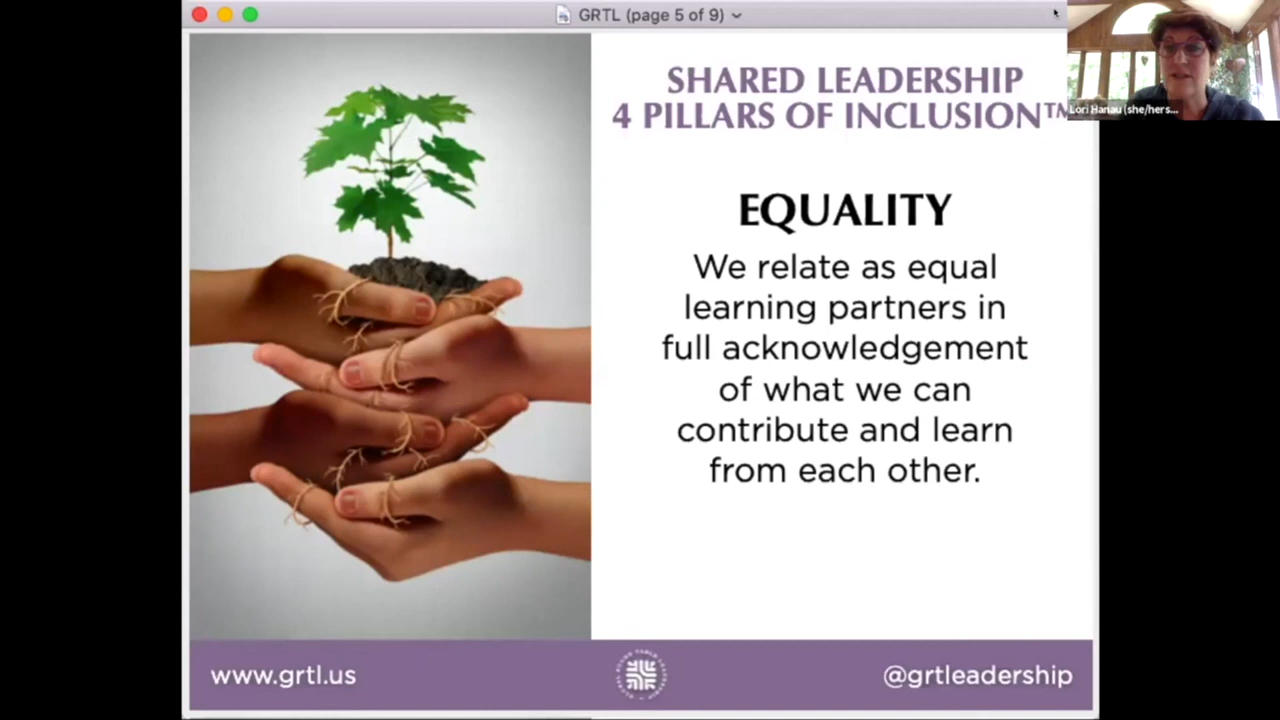 GRTL (page 5 of 9)
SHARED LEADERSHIP
4 PILLARS OF INCLUSION™
Lori Hanau (she/hers...
EQUALITY
We relate as equal
learning partners in
full acknowledgement
of what we can
contribute and learn
from each other.
www.grtl.us
@grtleadership